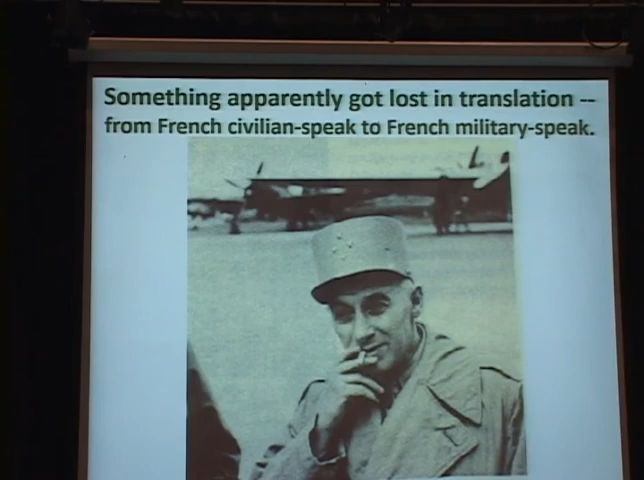 Something apparently got lost in translation --
from French civilian-speak to French military-speak.